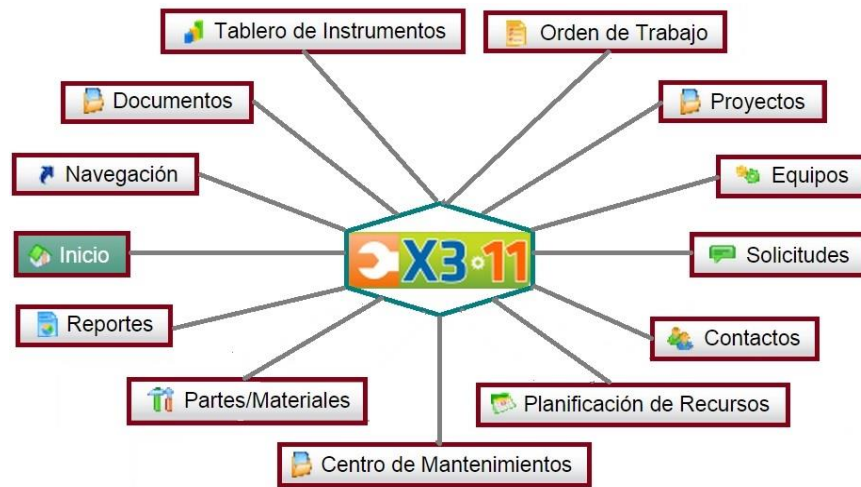 Tablero de Instrumentos
Orden de Trabajo
Documentos
Proyectos
Navegación
Equipos
Inicio
X3·11
Solicitudes
Reportes
Contactos
Partes/Materiales
Planificación de Recursos
Centro de Mantenimientos